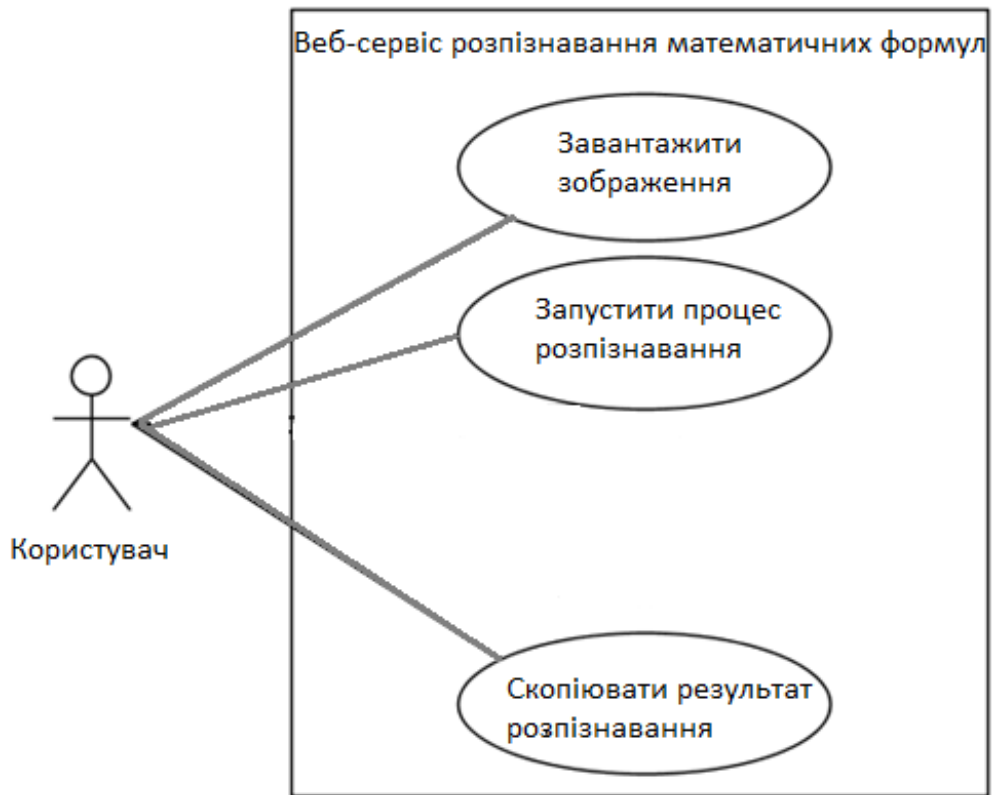 Веб-сервіс розпізнавання математичних формул
Завантажити
зображення
Запустити процес
розпізнавання
Користувач
Скопіювати результат
розпізнавання